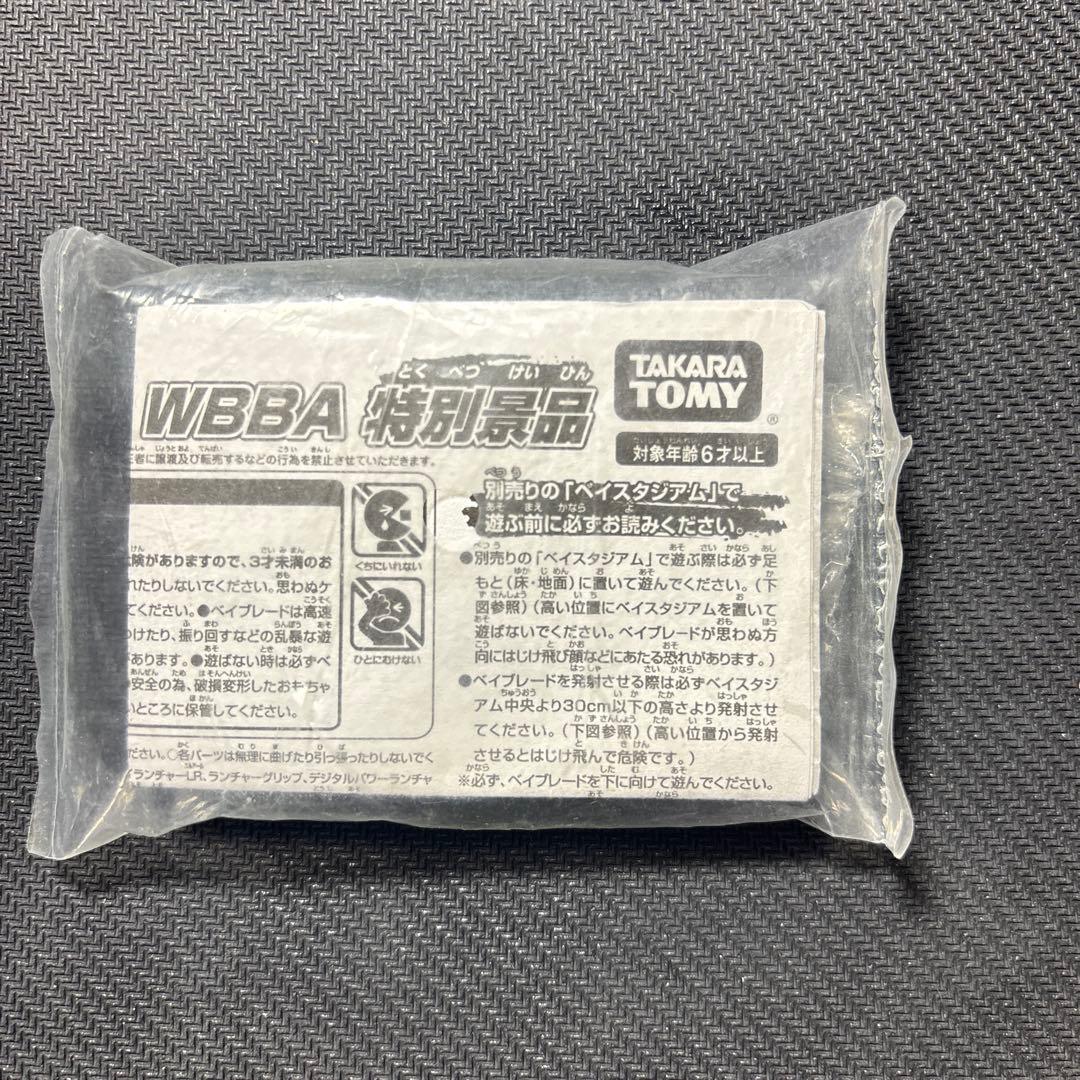 WBBA 特別景品
とく べつ けい ひん
TAKARA
TOMY
®
対象年齢6才以上
者に譲渡及び転売するなどの行為を禁止させていただきます。
険がありますので、3才未満のお
れたりしないでください。思わぬケ
てください。●ベイブレードは高速
つけたり、振り回すなどの乱暴な遊
があります。●遊ばない時は必ずベ
安全の為、破損変形したおもちゃ
いところに保管してください。
くちにいれない
ひとにむけない
ださい。○各パーツは無理に曲げたり引っ張ったりしないでく
イランチャーLR、ランチャーグリップ、デジタルパワーランチャ
別売りの「ベイスタジアム」で
遊ぶ前に必ずお読みください。
●別売りの「ベイスタジアム」で遊ぶ際は必ず足
もと(床・地面)に置いて遊んでください。(下
図参照)(高い位置にベイスタジアムを置いて
遊ばないでください。ベイブレードが思わぬ方
向にはじけ飛び顔などにあたる恐れがあります。)
●ベイブレードを発射させる際は必ずベイスタジ
アム中央より30cm以下の高さより発射させ
てください。(下図参照)(高い位置から発射
させるとはじけ飛んで危険です。)
※必ず、ベイブレードを下に向けて遊んでください。